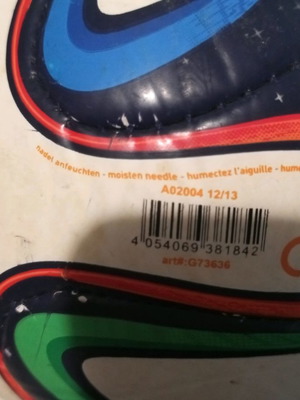 nadel anfeuchten - moisten needle - humectez l'aiguille - hume
A02004 12/13
4 054069 381842
art#:G73636